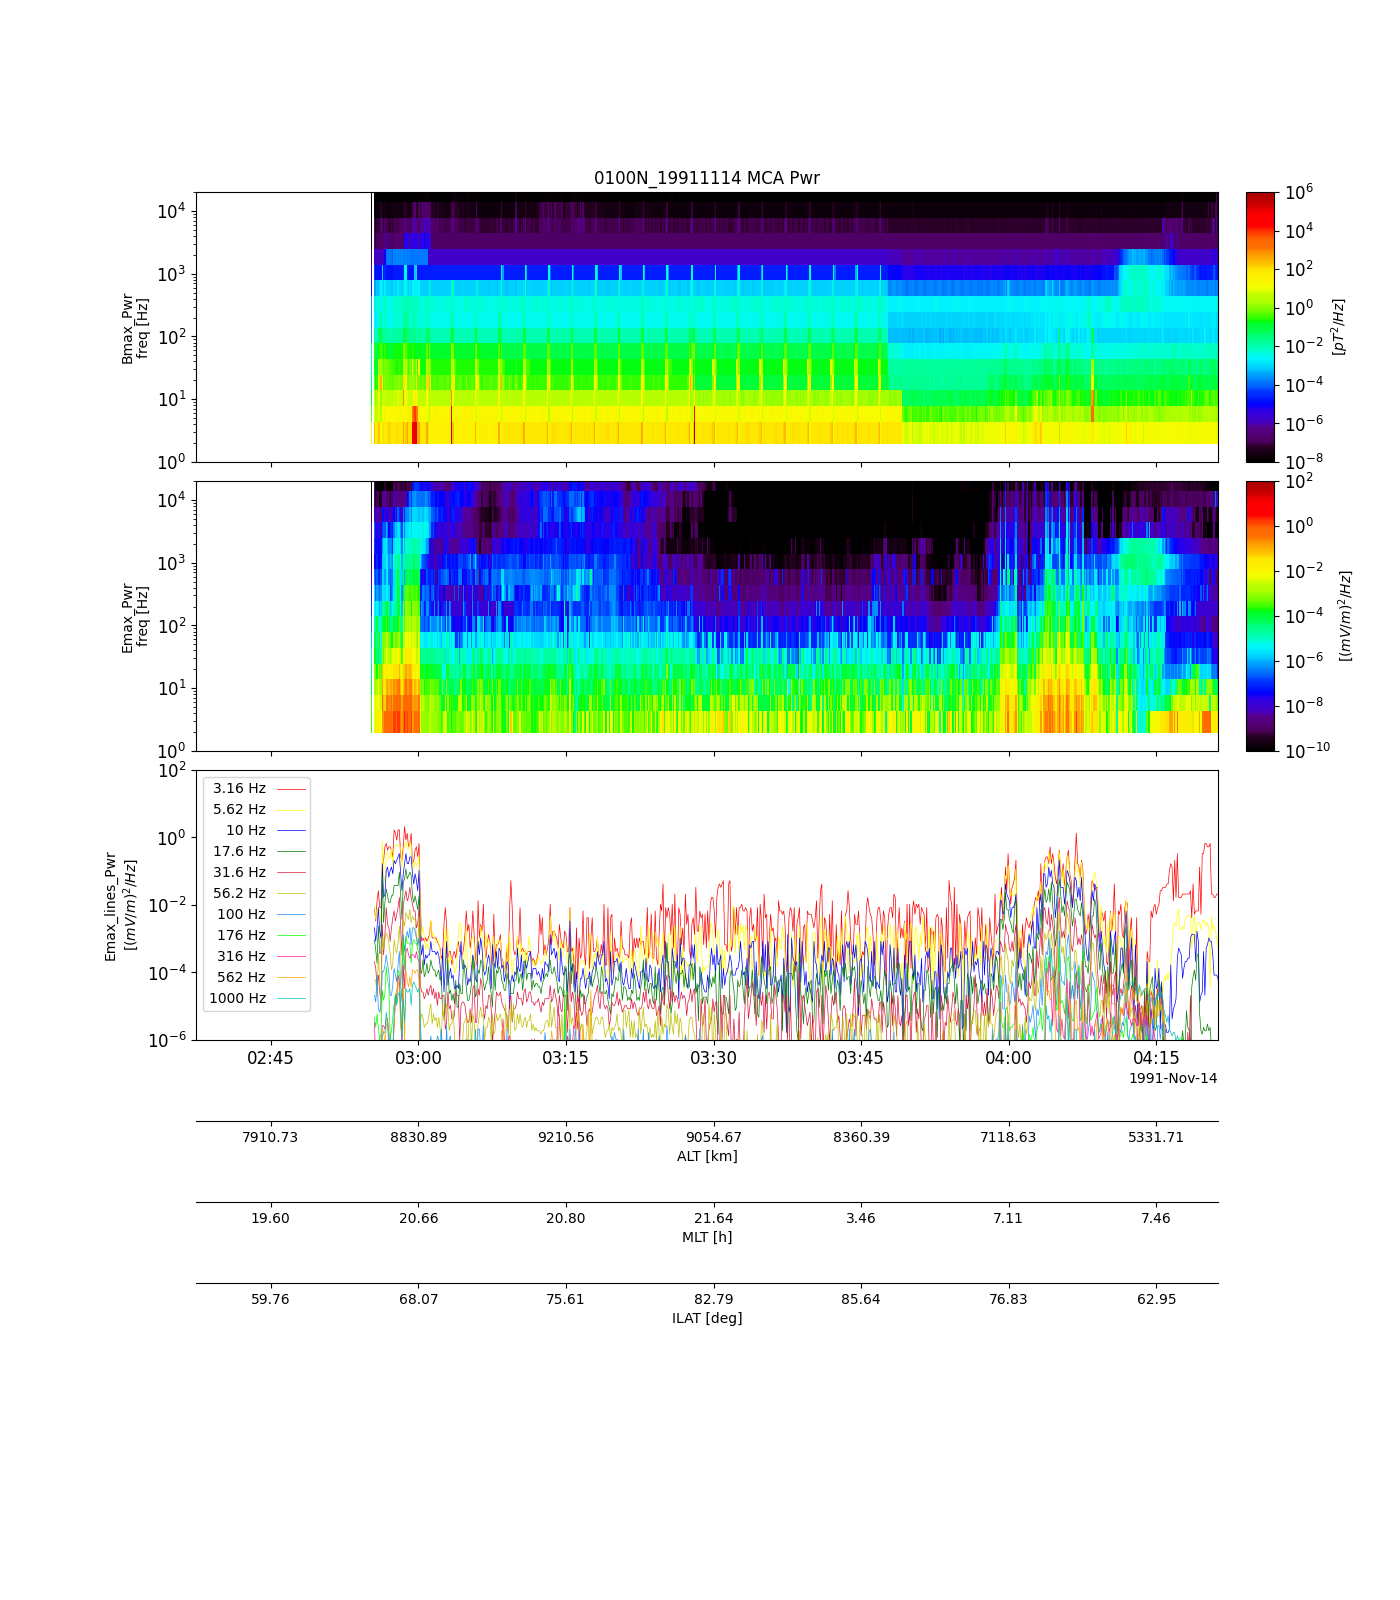 0100N_19911114 MCA Pwr
Bmax_Pwr
freq [Hz]
10^4
10^3
10^2
10^1
10^0
10^6
10^4
10^2
10^0
10^-2
10^-4
10^-6
10^-8
[pT^2/Hz]
Emax_Pwr
freq [Hz]
10^4
10^3
10^2
10^1
10^0
10^2
10^0
10^-2
10^-4
10^-6
10^-8
10^-10
[(mV/m)^2/Hz]
Emax_lines_Pwr
[(mV/m)^2/Hz]
10^2
10^0
10^-2
10^-4
10^-6
3.16 Hz
5.62 Hz
10 Hz
17.6 Hz
31.6 Hz
56.2 Hz
100 Hz
176 Hz
316 Hz
562 Hz
1000 Hz
02:45 03:00 03:15 03:30 03:45 04:00 04:15
1991-Nov-14
7910.73 8830.89 9210.56 9054.67 8360.39 7118.63 5331.71
ALT [km]
19.60 20.66 20.80 21.64 3.46 7.11 7.46
MLT [h]
59.76 68.07 75.61 82.79 85.64 76.83 62.95
ILAT [deg]